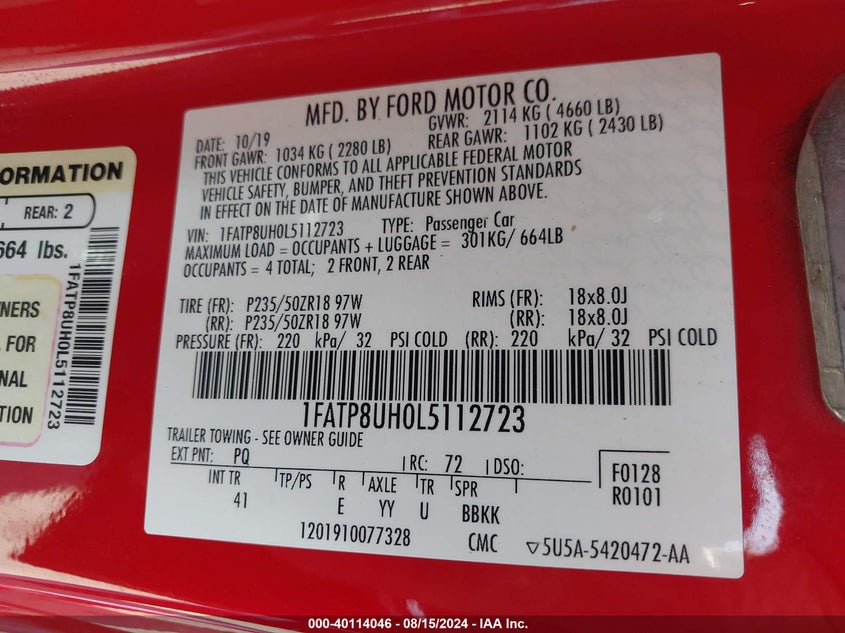 MFD. BY FORD MOTOR CO.
DATE: 10/19 GVWR: 2114 KG ( 4660 LB)
FRONT GAWR: 1034 KG ( 2280 LB) REAR GAWR: 1102 KG ( 2430 LB)
THIS VEHICLE CONFORMS TO ALL APPLICABLE FEDERAL MOTOR
VEHICLE SAFETY, BUMPER, AND THEFT PREVENTION STANDARDS
IN EFFECT ON THE DATE OF MANUFACTURE SHOWN ABOVE.
VIN: 1FATP8UH0L5112723 TYPE: Passenger Car
MAXIMUM LOAD = OCCUPANTS + LUGGAGE = 301KG/ 664LB
OCCUPANTS = 4 TOTAL; 2 FRONT, 2 REAR
TIRE (FR): P235/50ZR18 97W RIMS (FR): 18x8.0J
(RR): P235/50ZR18 97W (RR): 18x8.0J
PRESSURE (FR): 220 kPa/ 32 PSI COLD (RR): 220 kPa/ 32 PSI COLD
1FATP8UH0L5112723
TRAILER TOWING - SEE OWNER GUIDE
EXT PNT: PQ RC: 72 DSO:
INT TR TP/PS R AXLE TR SPR
41 E YY U BBKK
F0128
R0101
1201910077328 CMC ▽5U5A-5420472-AA
ORMATION
REAR: 2
664 lbs.
WNERS
FOR
NAL
TION
1FATP8UH0L5112723
000-40114046 - 08/15/2024 - IAA Inc.